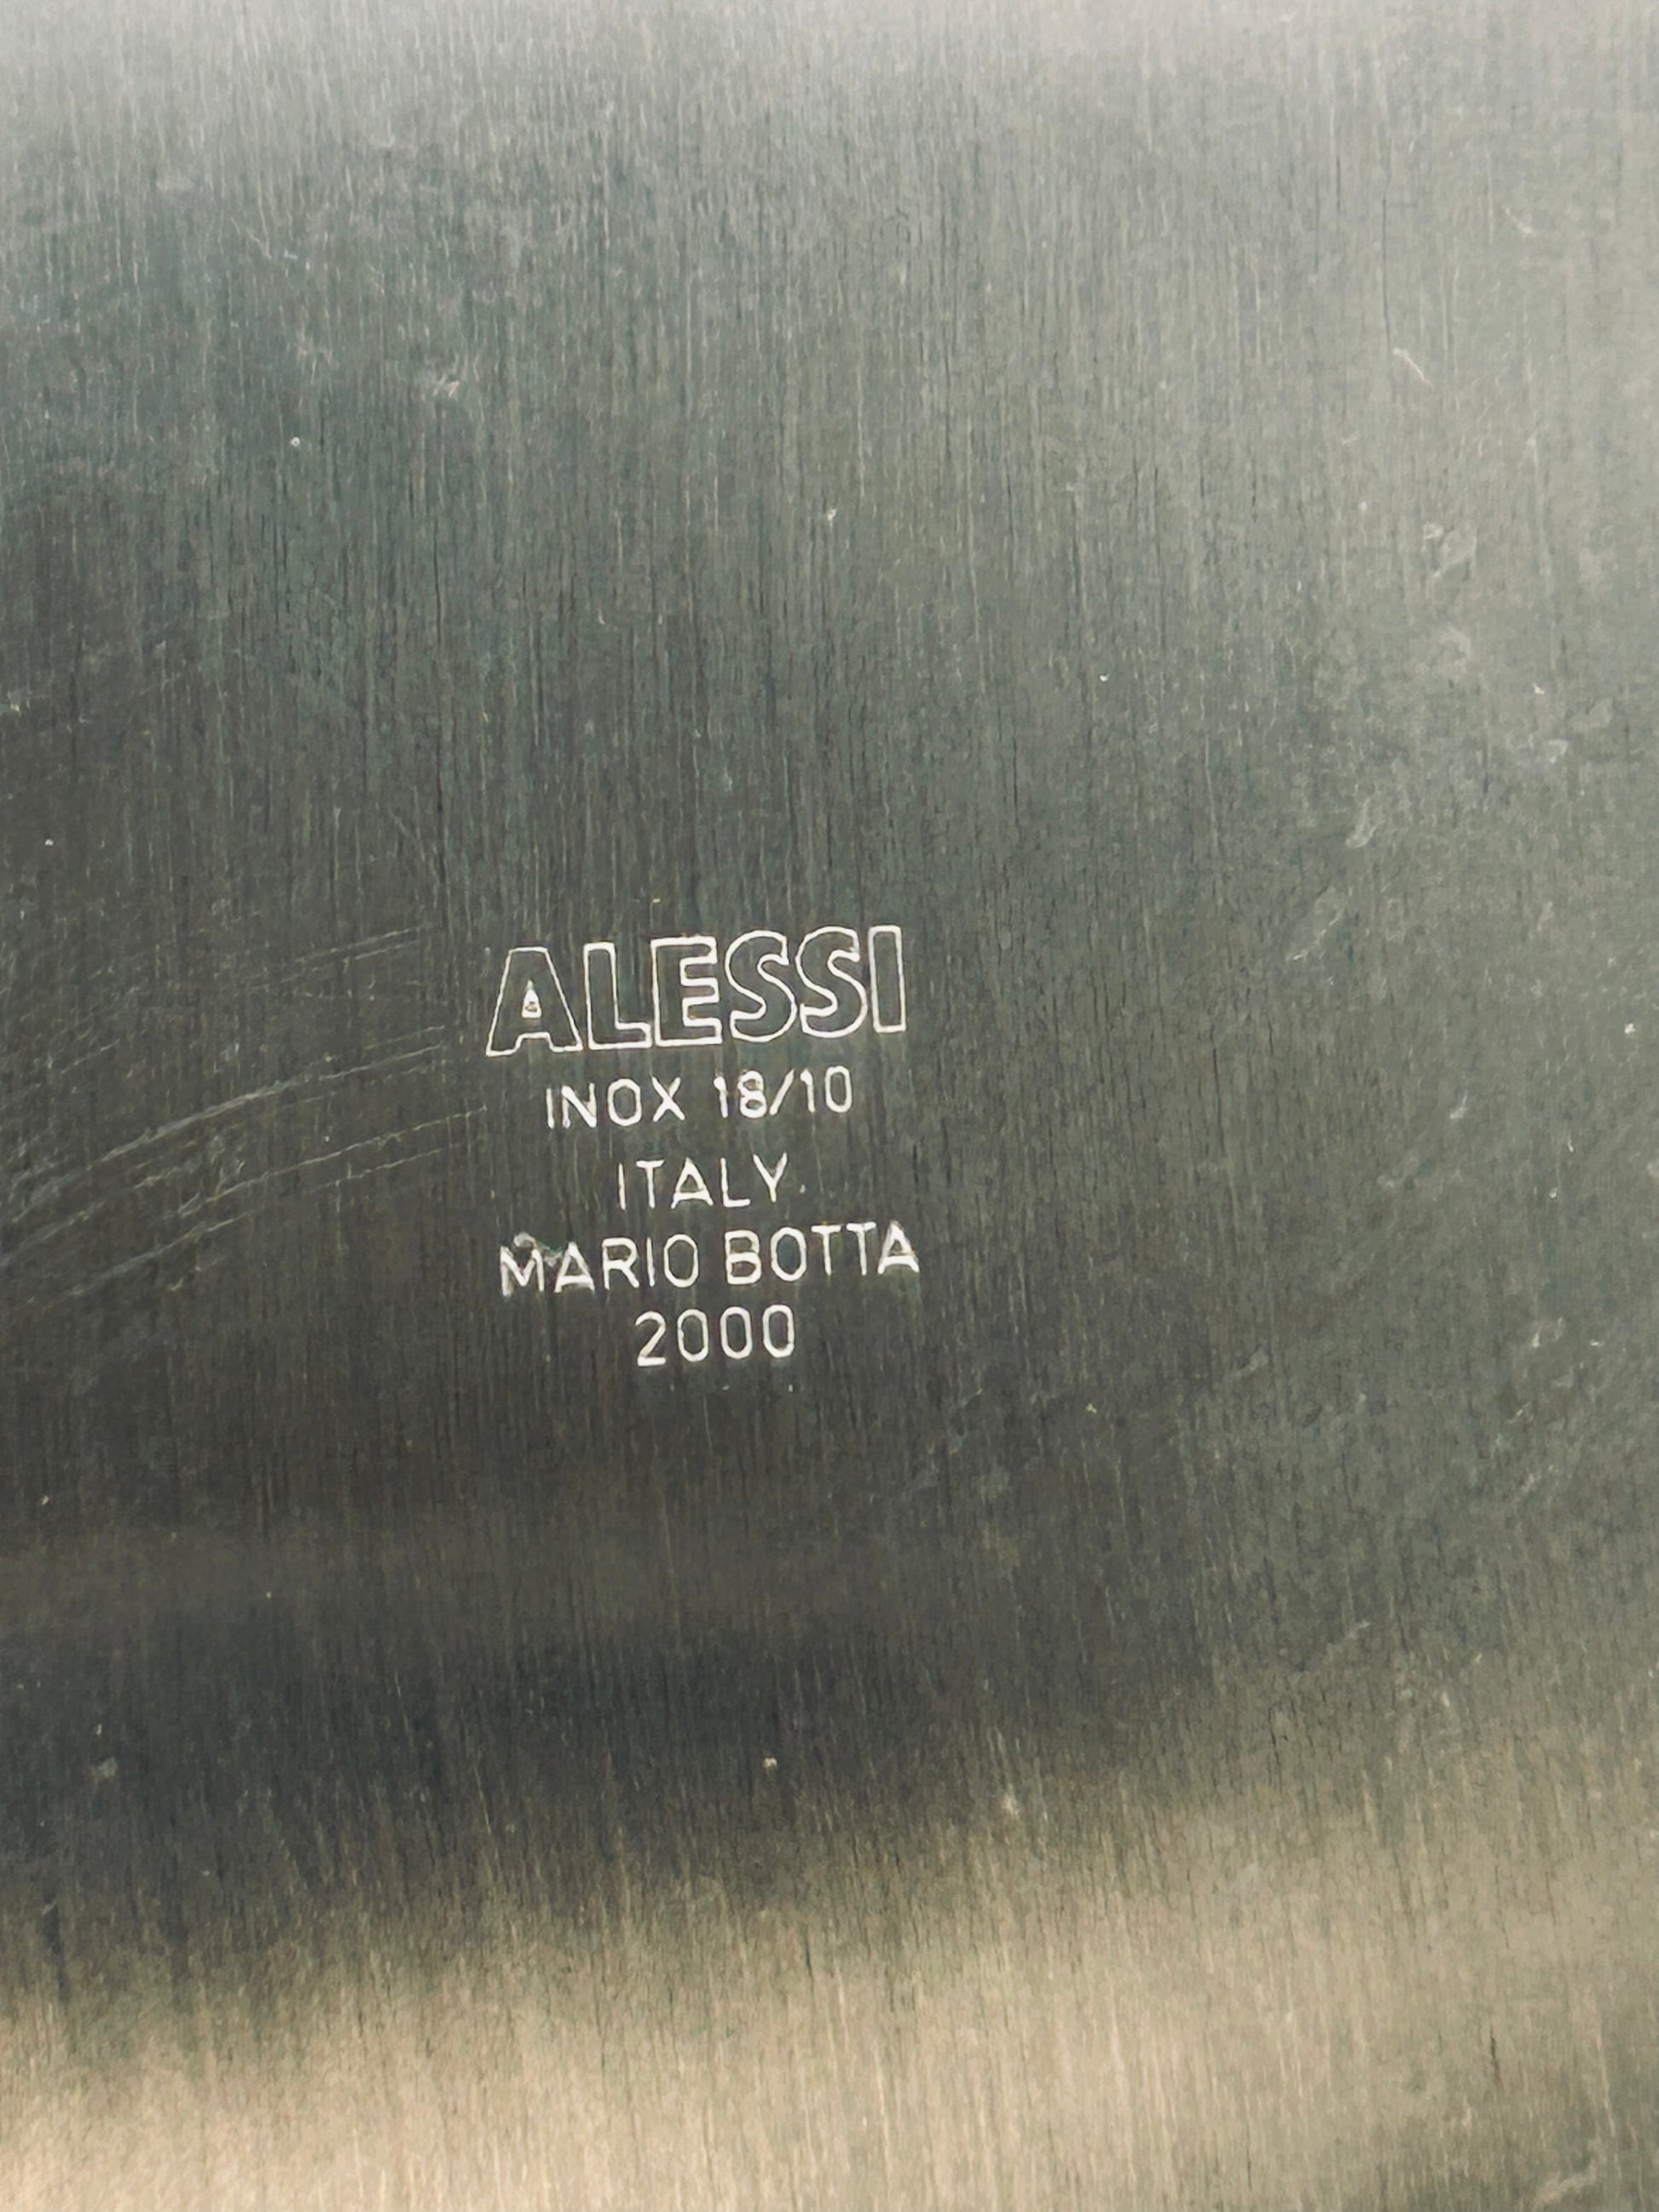 ALESSI
INOX 18/10
ITALY
MARIO BOTTA
2000